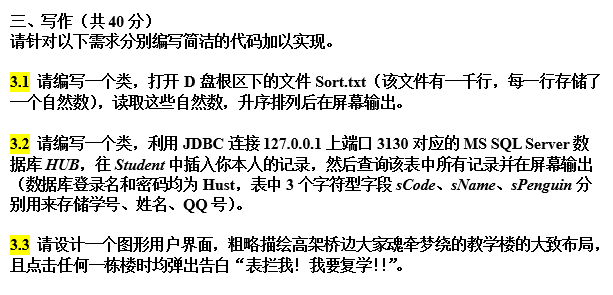 三、写作（共 40 分）
请针对以下需求分别编写简洁的代码加以实现。
3.1 请编写一个类，打开 D 盘根区下的文件 Sort.txt（该文件有一千行，每一行存储了
一个自然数），读取这些自然数，升序排列后在屏幕输出。
3.2 请编写一个类，利用 JDBC 连接 127.0.0.1 上端口 3130 对应的 MS SQL Server 数
据库 HUB，往 Student 中插入你本人的记录，然后查询该表中所有记录并在屏幕输出
（数据库登录名和密码均为 Hust，表中 3 个字符型字段 sCode、sName、sPenguin 分
别用来存储学号、姓名、QQ 号）。
3.3 请设计一个图形用户界面，粗略描绘高架桥边大家魂牵梦绕的教学楼的大致布局，
且点击任何一栋楼时均弹出告白“表拦我！我要复学!!”。